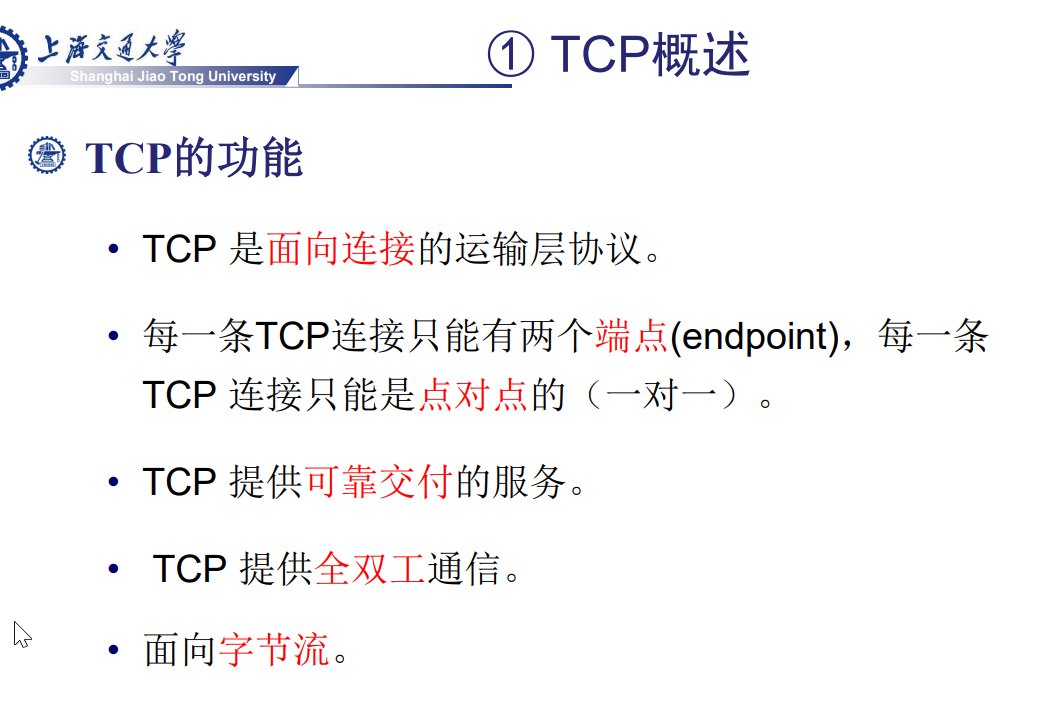 上海交通大学
Shanghai Jiao Tong University
① TCP概述
TCP的功能
• TCP 是面向连接的运输层协议。
• 每一条TCP连接只能有两个端点(endpoint)，每一条
TCP 连接只能是点对点的（一对一）。
• TCP 提供可靠交付的服务。
• TCP 提供全双工通信。
• 面向字节流。